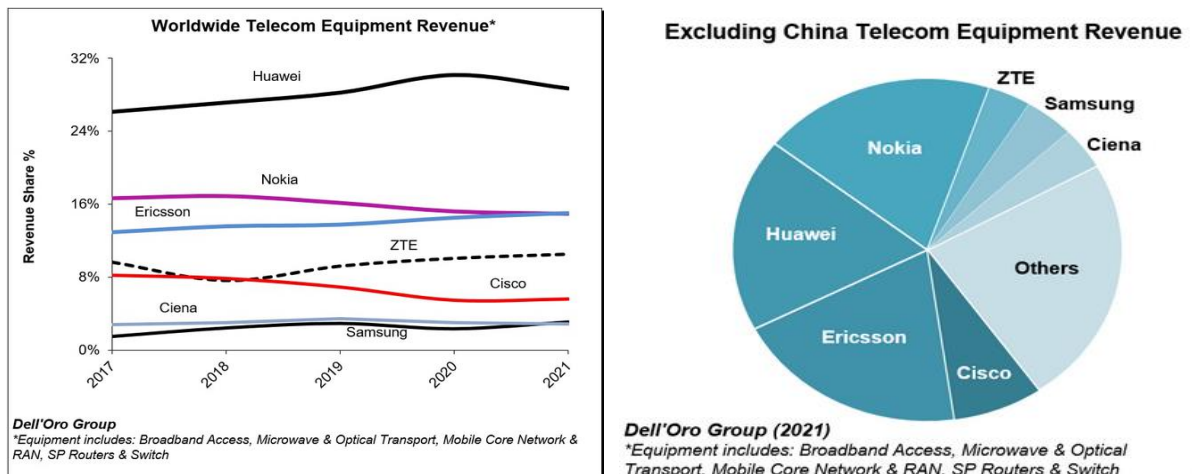 Worldwide Telecom Equipment Revenue*
32%
24%
16%
8%
0%
Revenue Share %
Huawei
Nokia
Ericsson
ZTE
Cisco
Ciena
Samsung
2017
2018
2019
2020
2021
Dell'Oro Group
*Equipment includes: Broadband Access, Microwave & Optical Transport, Mobile Core Network &
RAN, SP Routers & Switch
Excluding China Telecom Equipment Revenue
ZTE
Samsung
Ciena
Nokia
Huawei
Others
Ericsson
Cisco
Dell'Oro Group (2021)
*Equipment includes: Broadband Access, Microwave & Optical
Transport, Mobile Core Network & RAN, SP Routers & Switch